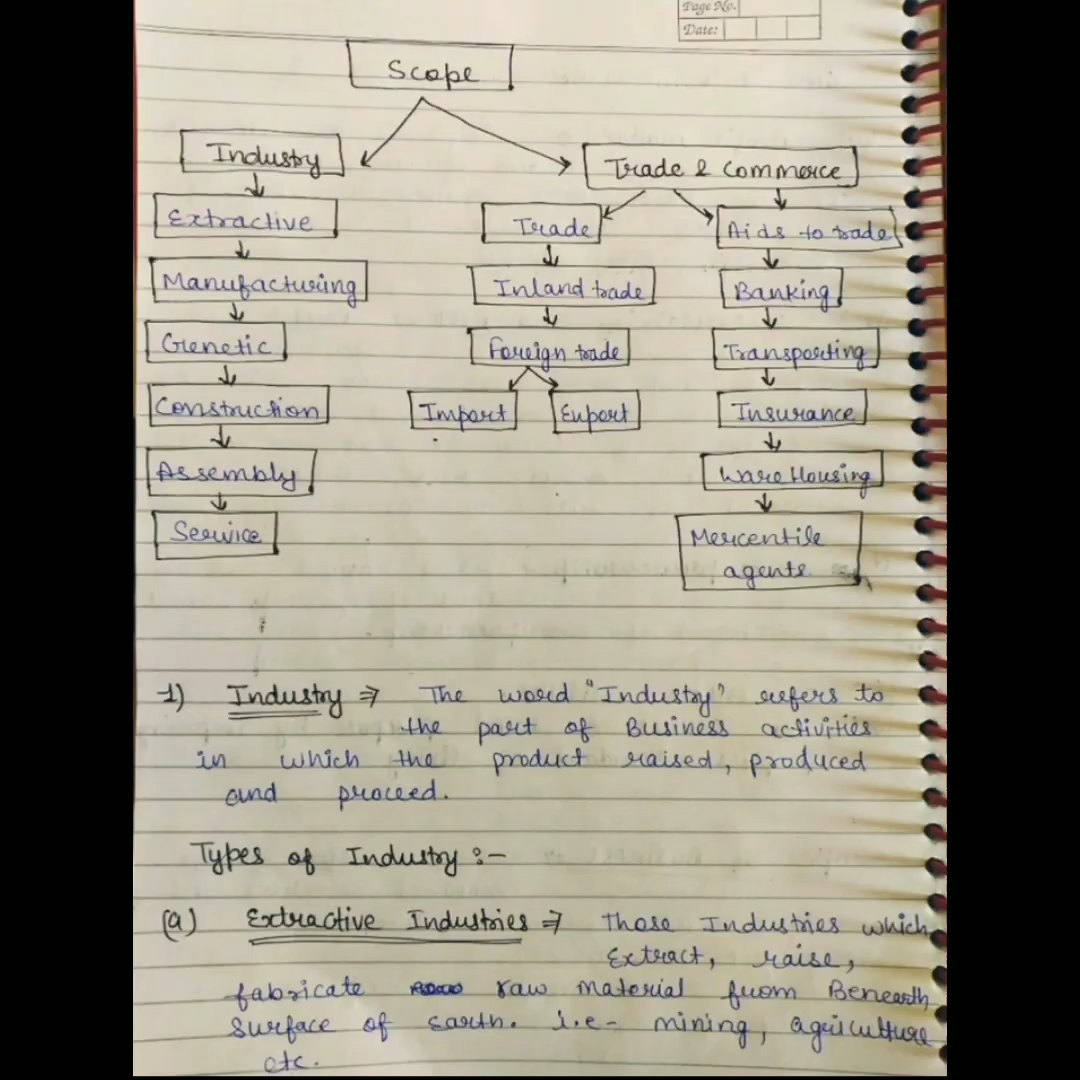 Page No.
Date:
Scope
Industry
Trade & Commerce
Extractive
Trade
Aids to trade
Manufacturing
Inland trade
Banking
Genetic
Foreign trade
Transporting
Construction
Import
Export
Insurance
Assembly
Ware Housing
Service
Mercentile
agents.
1) Industry ⇒ The word "Industry" refers to
the part of Business activities
in which the product raised, produced
and proceed.
Types of Industry :-
(a) Extractive Industries ⇒ Those Industries which
Extract, raise,
fabricate raw material from Beneath
surface of earth. i.e- mining, agriculture
etc.